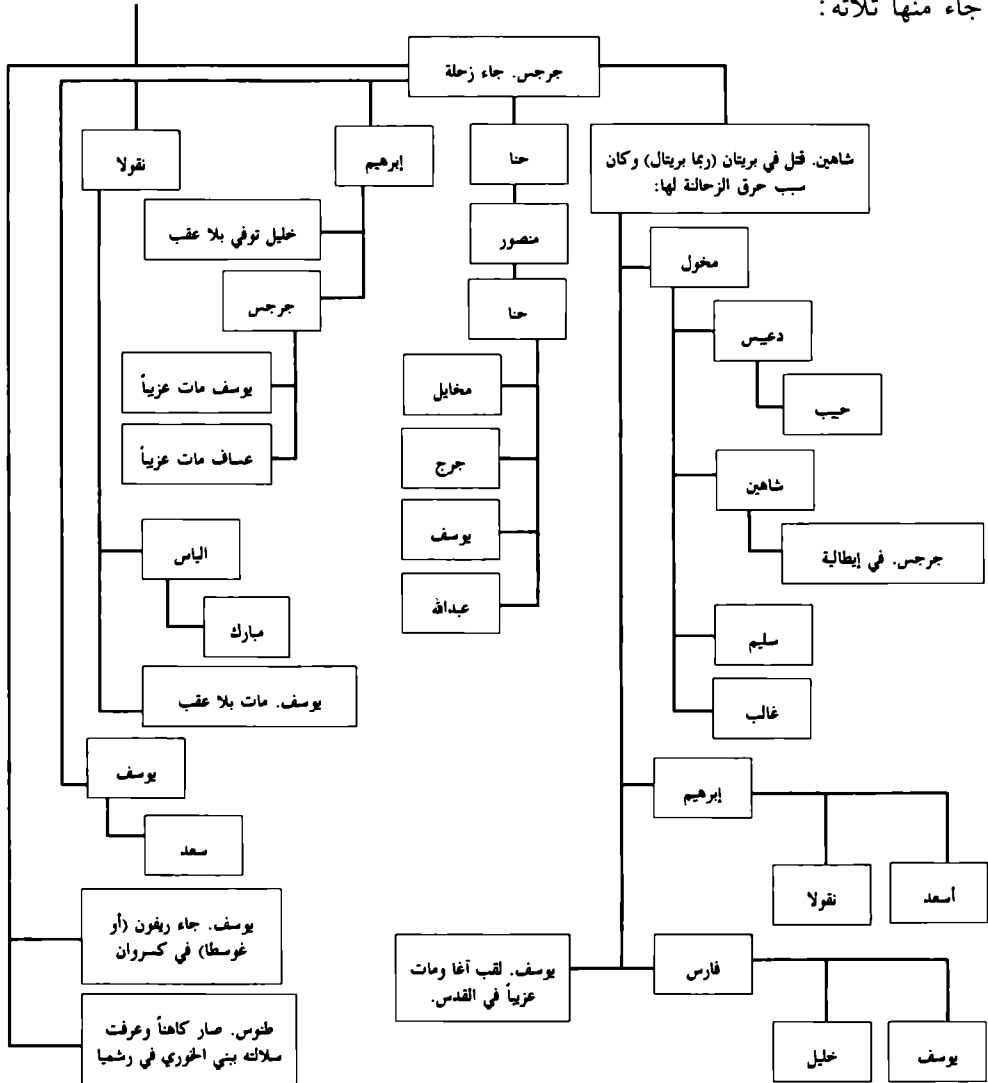 جاء منها ثلاثة:
جرجس. جاء زحلة
شاهين. قتل في بريتان (ربما بريتال) وكان
سبب حرق الزحالنة لها:
مخول
دعيبس
حبيب
شاهين
جرجس. في إيطالية
سليم
غالب
إبرهيم
أسعد
نقولا
فارس
يوسف
خليل
يوسف. لقب آغا ومات
عزيباً في القدس.
حنا
منصور
حنا
مخايل
جرج
يوسف
عبدالله
إبرهيم
خليل توفي بلا عقب
جرجس
يوسف مات عزيباً
عساف مات عزيباً
نقولا
الياس
مبارك
يوسف. مات بلا عقب
يوسف
سعد
يوسف. جاء ريفون (أو
غوسطا) في كسروان
طنوس. صار كاهناً وعرفت
سلالته ببني الخوري في رشميا